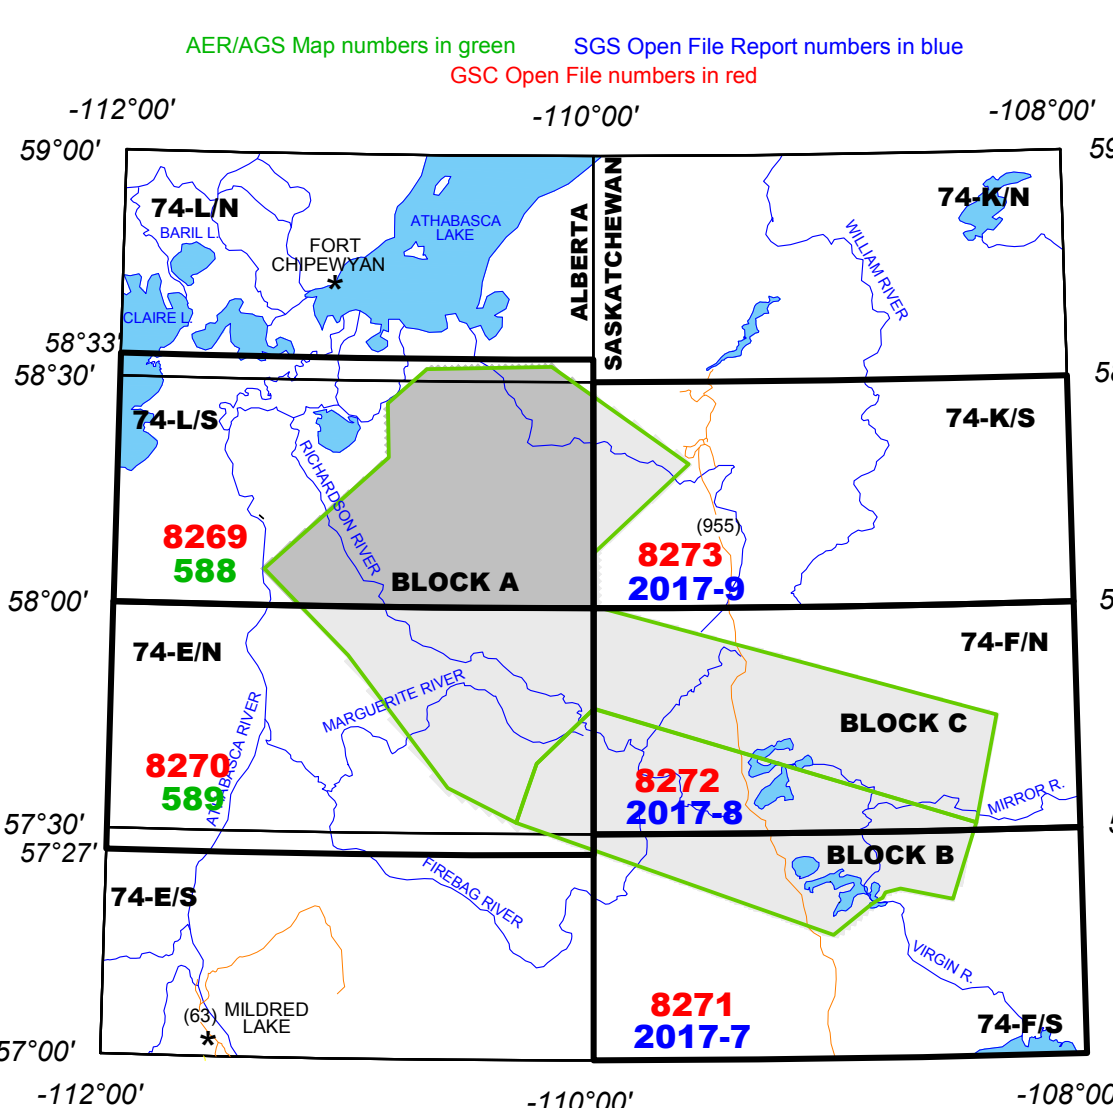 AER/AGS Map numbers in green
SGS Open File Report numbers in blue
GSC Open File numbers in red
-112°00'
-110°00'
-108°00'
59°00'
59
74-L/N
BARIL L.
FORT
CHIPEWYAN
*
ATHABASCA
LAKE
ALBERTA
SASKATCHEWAN
WILLIAM RIVER
74-K/N
CLAIRE L.
58°33'
58°30'
58
74-L/S
RICHARDSON RIVER
74-K/S
(955)
8269
588
8273
2017-9
BLOCK A
58°00'
5
74-E/N
74-F/N
MARGUERITE RIVER
ATHABASCA RIVER
BLOCK C
8270
589
8272
2017-8
MIRROR R.
57°30'
5
57°27'
BLOCK B
FIREBAG RIVER
74-E/S
VIRGIN R.
(63)
MILDRED
LAKE
*
8271
2017-7
74-F/S
57°00'
-112°00'
-110°00'
-108°00'